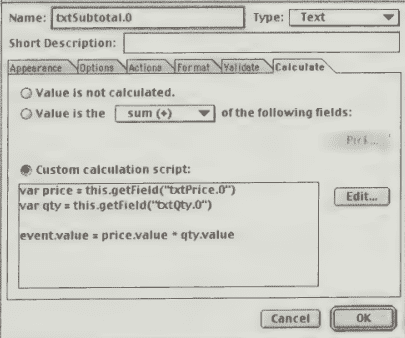 Name: txtSubtotal.0 Type: Text
Short Description:
Appearance Options Actions Format Validate Calculate
Value is not calculated.
Value is the sum (+) of the following fields:
Pick...
Custom calculation script:
var price = this.getField("txtPrice.0")
var qty = this.getField("txtQty.0")
event.value = price.value * qty.value
Edit...
Cancel OK